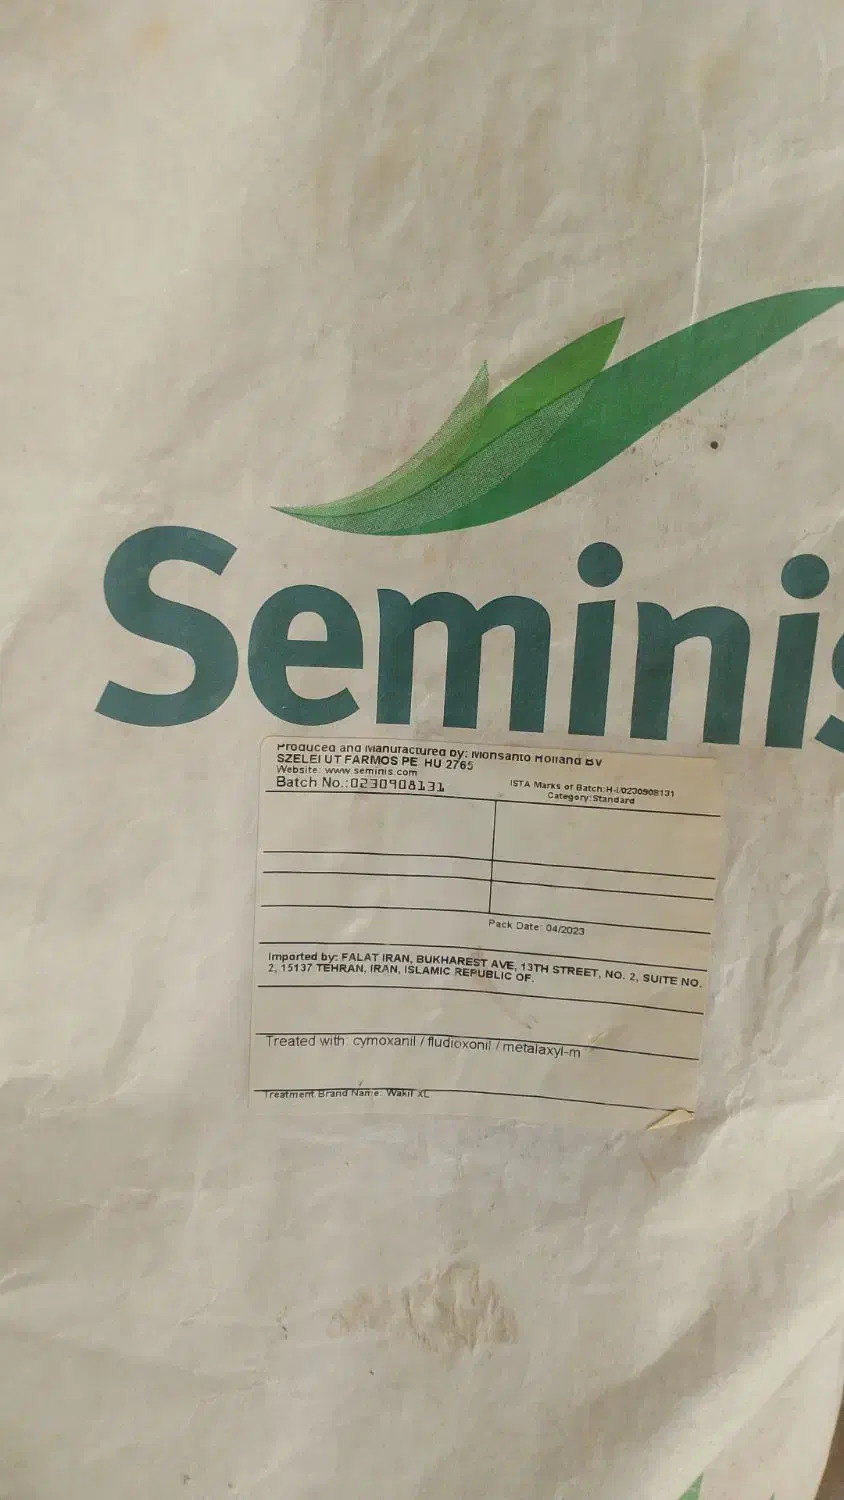 Seminis
Produced and Manufactured by: Monsanto Holland BV
SZELEI UT FARMOS PE HU 2765
Website: www.seminis.com
Batch No.:0230908131
ISTA Marks of Batch:H-I/0230908131
Category:Standard
Pack Date: 04/2023
Imported by: FALAT IRAN, BUKHAREST AVE, 13TH STREET, NO. 2, SUITE NO.
2, 15137 TEHRAN, IRAN, ISLAMIC REPUBLIC OF.
Treated with: cymoxanil / fludioxonil / metalaxyl-m
Treatment Brand Name: Wakil XL